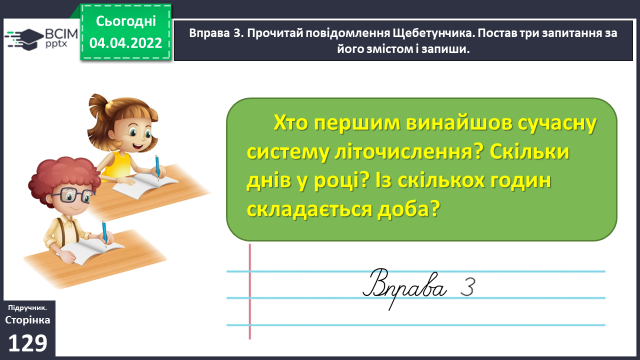 ВСІМ
pptx
Сьогодні
04.04.2022
Вправа 3. Прочитай повідомлення Щебетунчика. Постав три запитання за
його змістом і запиши.
Хто першим винайшов сучасну
систему літочислення? Скільки
днів у році? Із скількох годин
складається доба?
Вправа 3
Підручник.
Сторінка
129